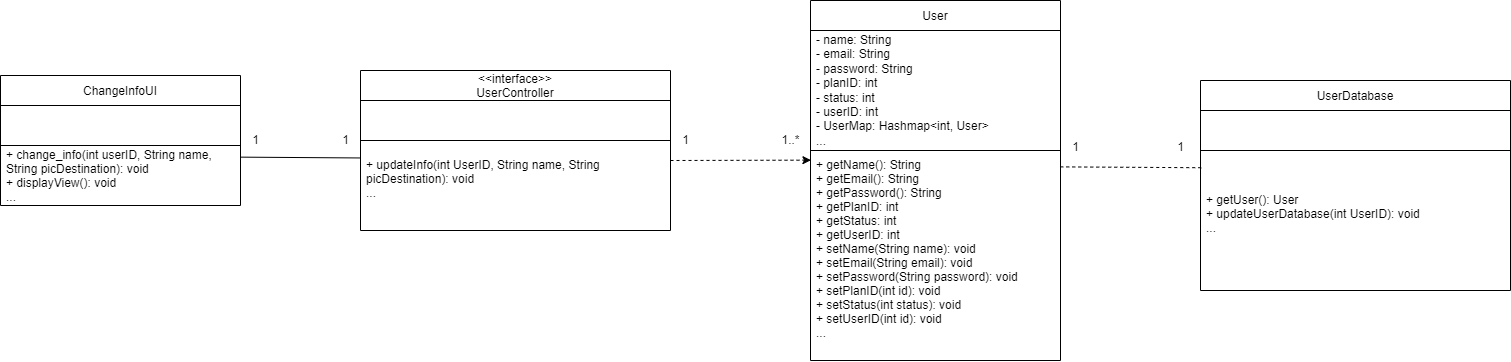 ChangeInfoUI
+ change_info(int userID, String name,
String picDestination): void
+ displayView(): void
...
1
1
<<interface>>
UserController
+ updateInfo(int UserID, String name, String
picDestination): void
...
1
1..*
User
- name: String
- email: String
- password: String
- planID: int
- status: int
- userID: int
- UserMap: Hashmap<int, User>
...
+ getName(): String
+ getEmail(): String
+ getPassword(): String
+ getPlanID: int
+ getStatus: int
+ getUserID: int
+ setName(String name): void
+ setEmail(String email): void
+ setPassword(String password): void
+ setPlanID(int id): void
+ setStatus(int status): void
+ setUserID(int id): void
...
1
1
UserDatabase
+ getUser(): User
+ updateUserDatabase(int UserID): void
...